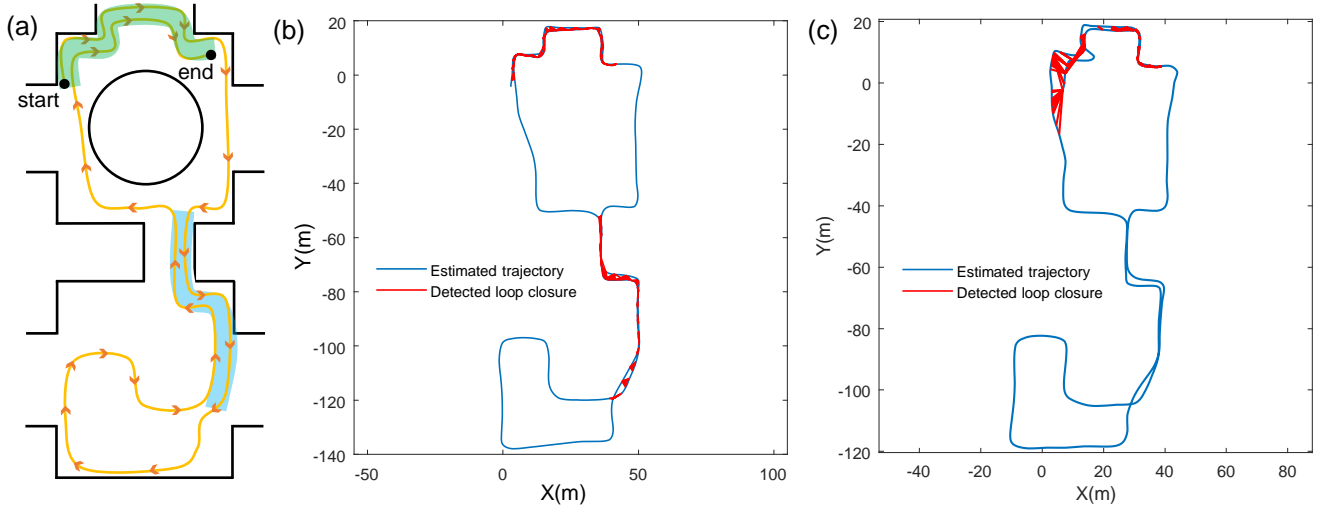 (a)
start
end
(b)
20
0
-20
-40
-60
-80
-100
-120
-140
Y(m)
Estimated trajectory
Detected loop closure
-50
0
50
100
X(m)
(c)
20
0
-20
-40
-60
-80
-100
-120
Y(m)
Estimated trajectory
Detected loop closure
-40
-20
0
20
40
60
80
X(m)